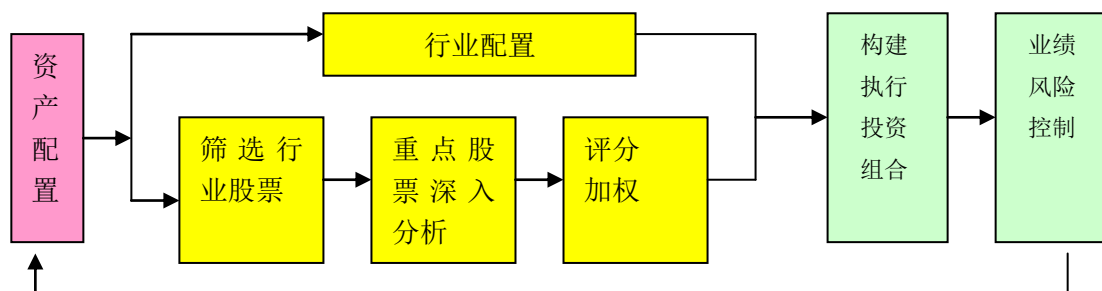 资
产
配
置
行业配置
筛选行
业股票
重点股
票深入
分析
评分
加权
构建
执行
投资
组合
业绩
风险
控制